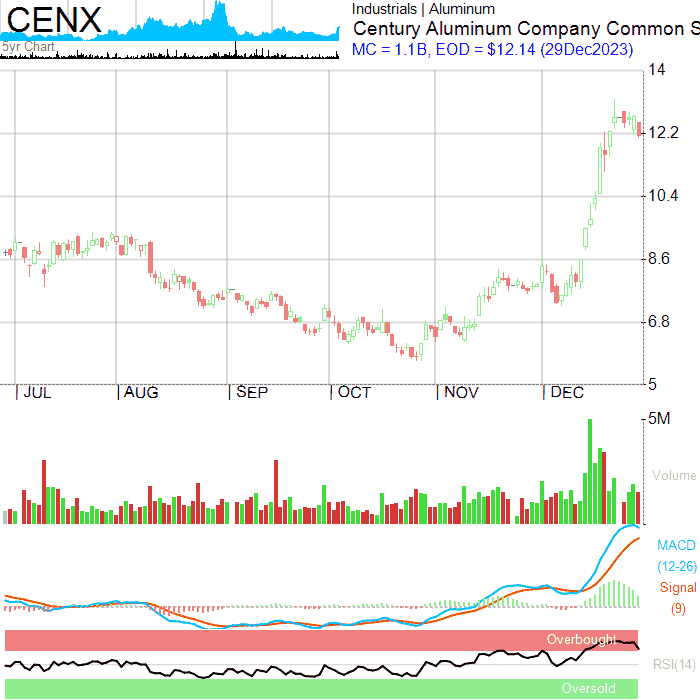 CENX
5yr Chart
Industrials | Aluminum
Century Aluminum Company Common S
MC = 1.1B, EOD = $12.14 (29Dec2023)
14
12.2
10.4
8.6
6.8
5
JUL AUG SEP OCT NOV DEC
5M
Volume
MACD
(12-26)
Signal
(9)
Overbought
RSI(14)
Oversold